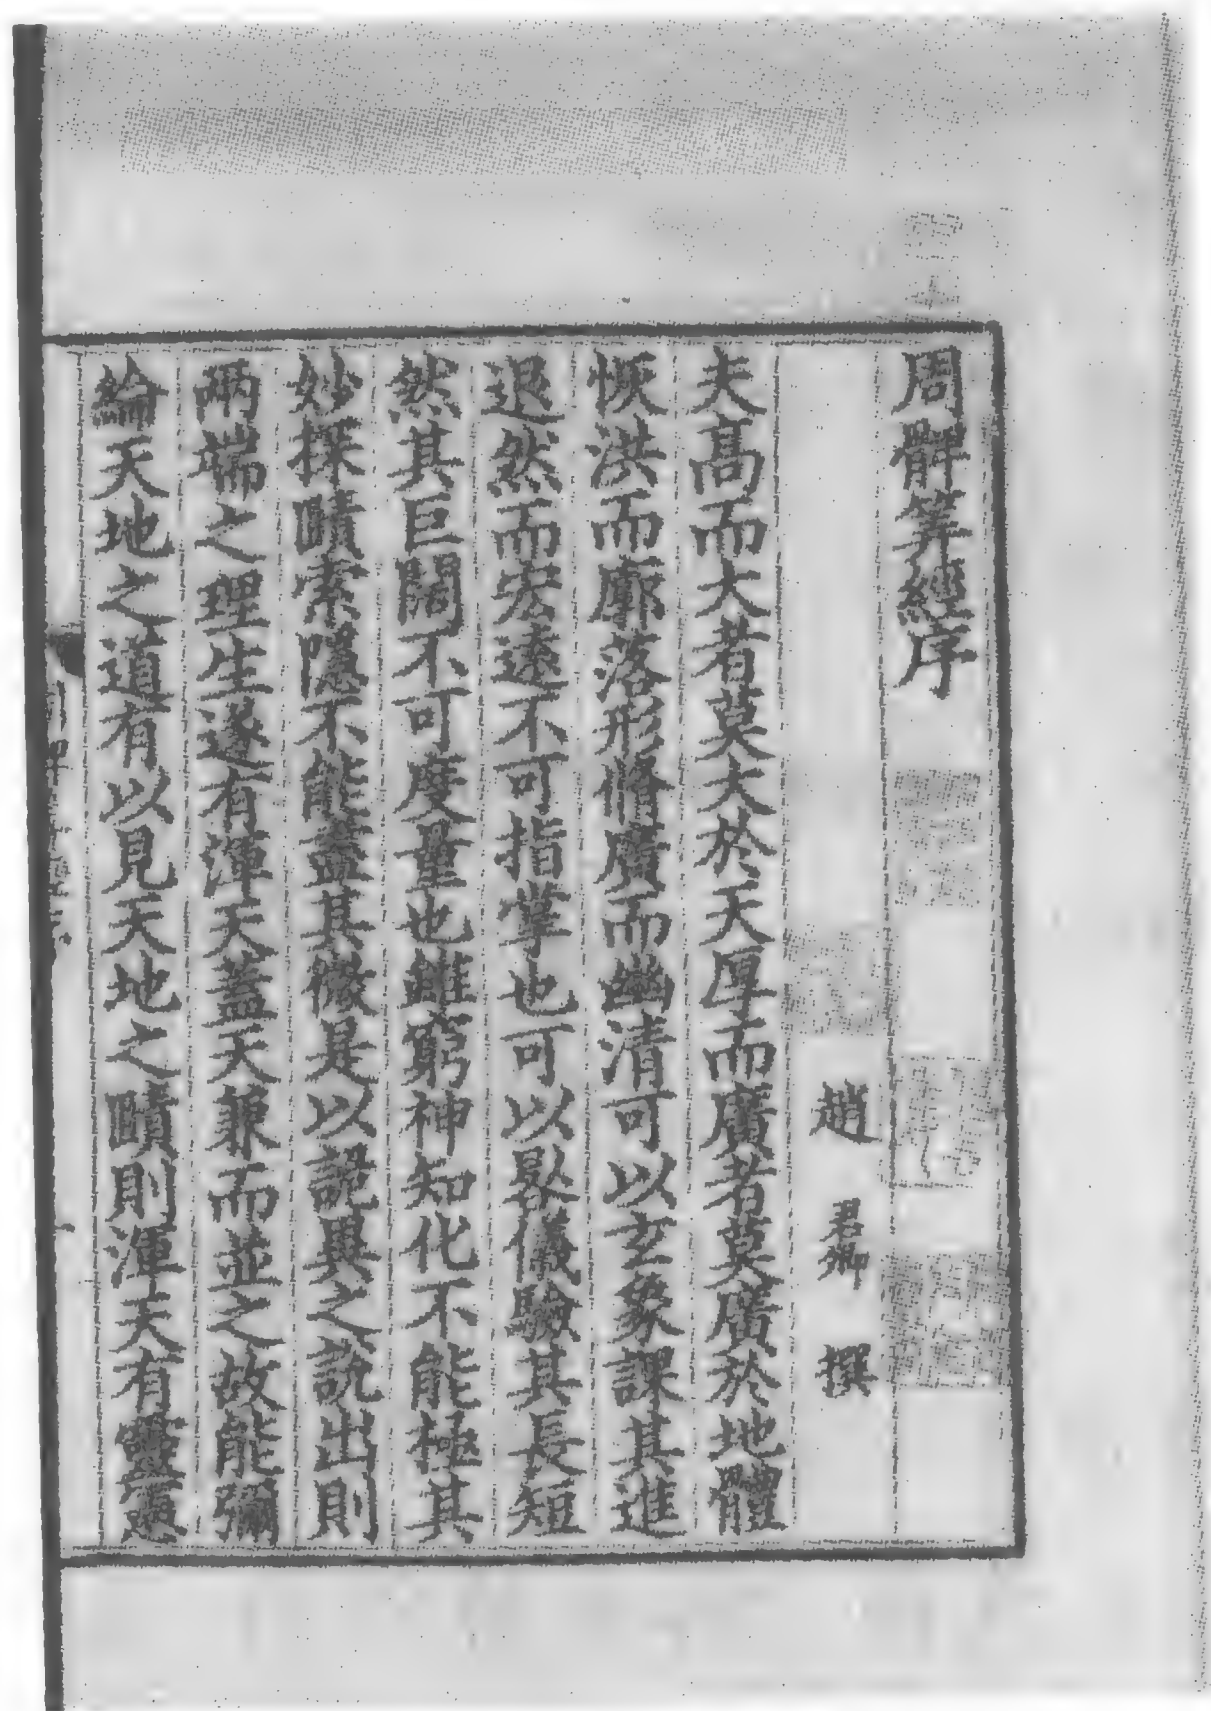 周髀筭經序
趙 君卿 撰
夫髙而大者莫大於天厚而廣者莫廣於地體
恢洪而廓落形脩廣而幽清可以玄象課其進
退然而宏逺不可指掌也可以晷儀驗其長短
然其巨闊不可度量也雖窮神知化不能極其
妙探賾索隱不能盡其微是以詭異之說出則
兩端之理生遂有渾天蓋天兼而並之故能彌
綸天地之道有以見天地之賾則渾天有靈憲